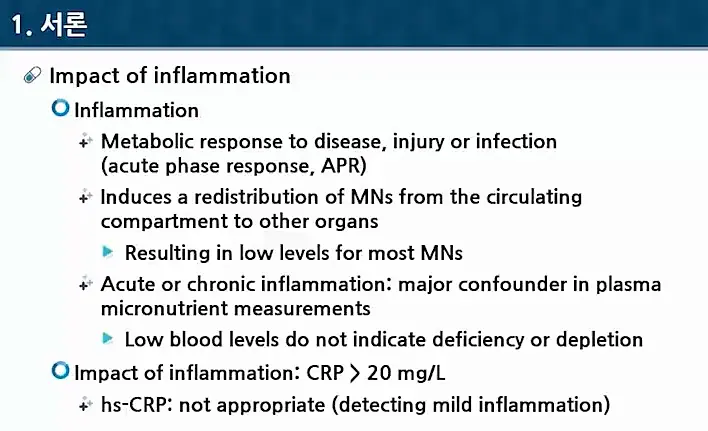 1. 서론
Impact of inflammation
Inflammation
Metabolic response to disease, injury or infection
(acute phase response, APR)
Induces a redistribution of MNs from the circulating
compartment to other organs
Resulting in low levels for most MNs
Acute or chronic inflammation: major confounder in plasma
micronutrient measurements
Low blood levels do not indicate deficiency or depletion
Impact of inflammation: CRP > 20 mg/L
hs-CRP: not appropriate (detecting mild inflammation)